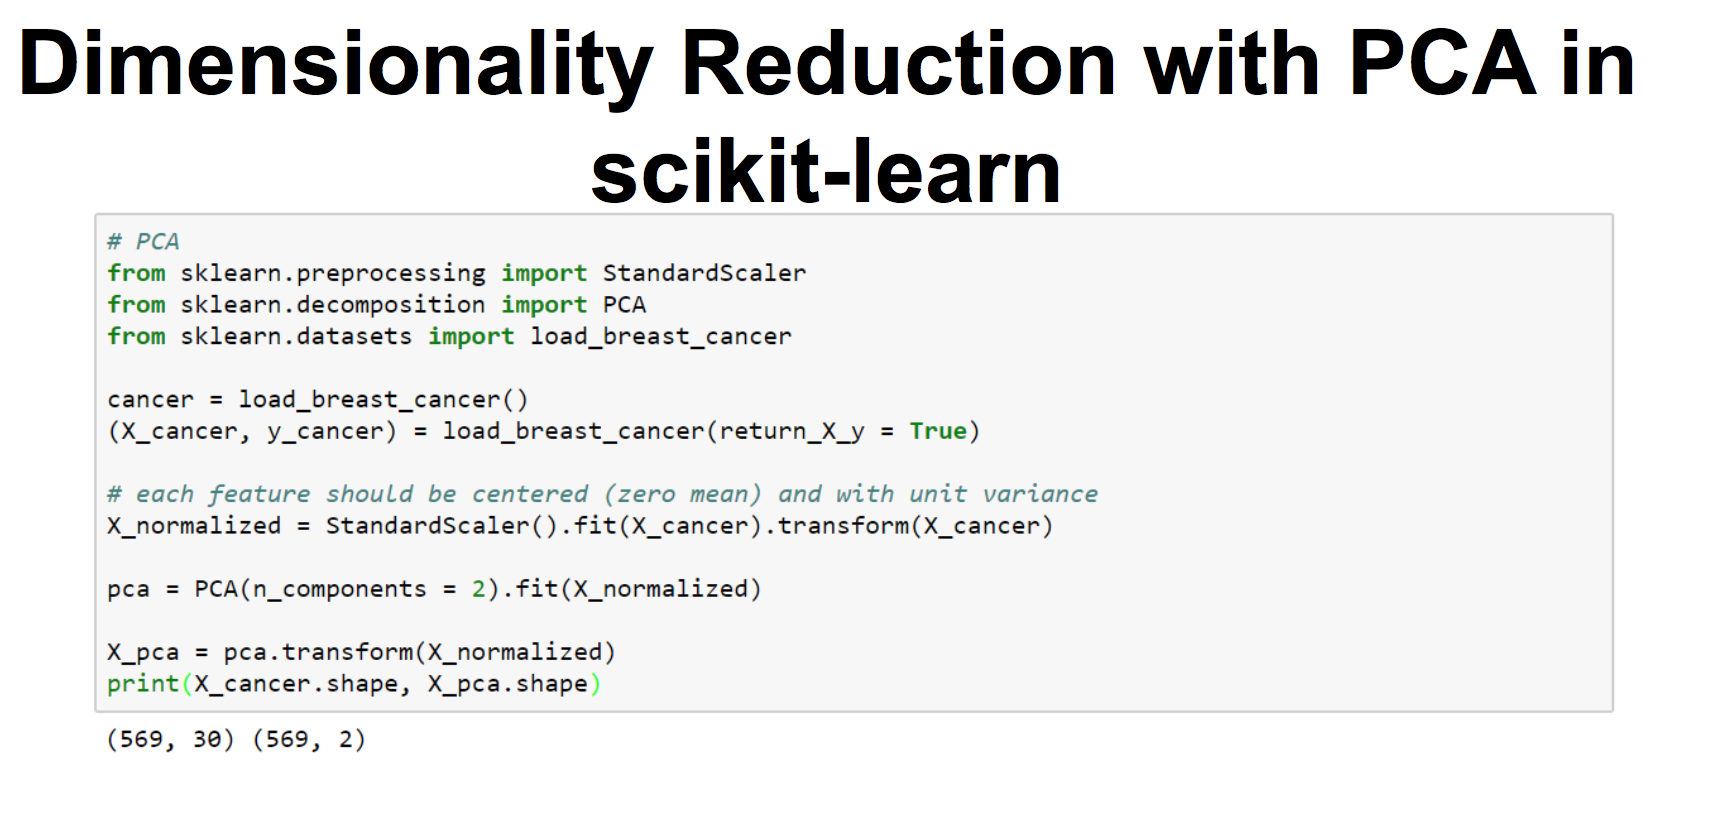 Dimensionality Reduction with PCA in
scikit-learn
# PCA
from sklearn.preprocessing import StandardScaler
from sklearn.decomposition import PCA
from sklearn.datasets import load_breast_cancer
cancer = load_breast_cancer()
(X_cancer, y_cancer) = load_breast_cancer(return_X_y = True)
# each feature should be centered (zero mean) and with unit variance
X_normalized = StandardScaler().fit(X_cancer).transform(X_cancer)
pca = PCA(n_components = 2).fit(X_normalized)
X_pca = pca.transform(X_normalized)
print(X_cancer.shape, X_pca.shape)
(569, 30) (569, 2)